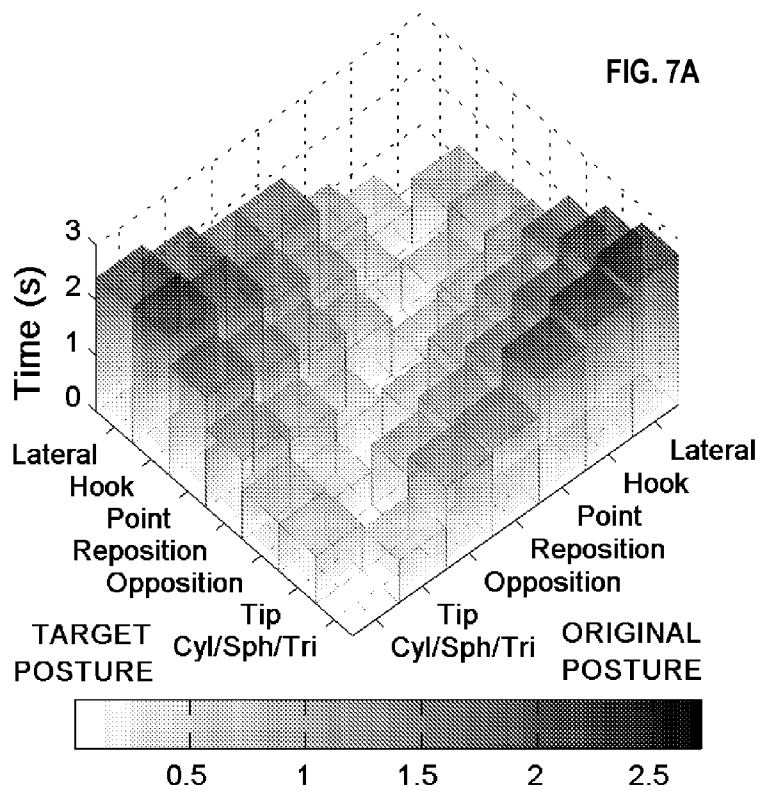 FIG. 7A
3
2
1
0
Time (s)
Lateral
Hook
Point
Reposition
Opposition
Tip
Cyl/Sph/Tri
TARGET
POSTURE
Lateral
Hook
Point
Reposition
Opposition
Tip
Cyl/Sph/Tri
ORIGINAL
POSTURE
0.5 1 1.5 2 2.5